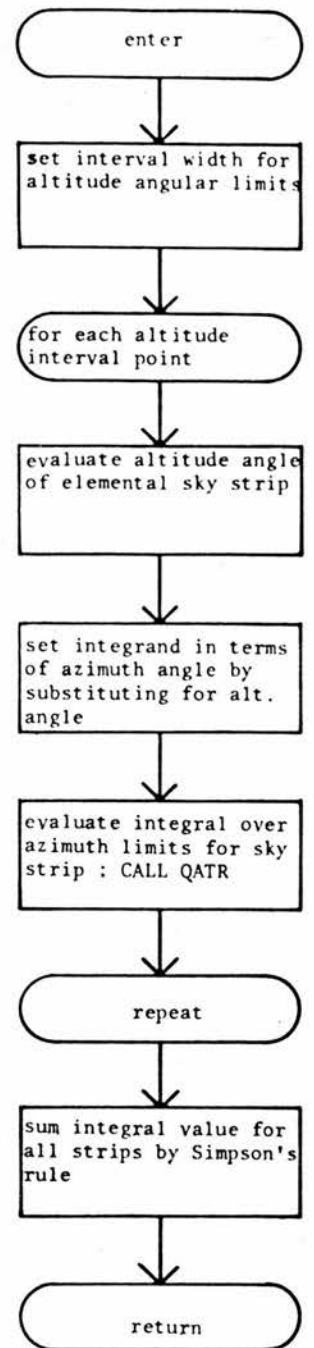 enter
set interval width for
altitude angular limits
for each altitude
interval point
evaluate altitude angle
of elemental sky strip
set integrand in terms
of azimuth angle by
substituting for alt.
angle
evaluate integral over
azimuth limits for sky
strip : CALL QATR
repeat
sum integral value for
all strips by Simpson's
rule
return